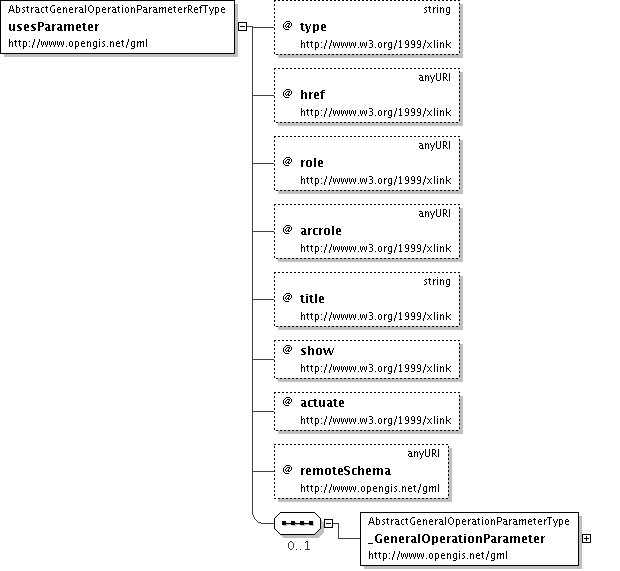 AbstractGeneralOperationParameterRefType
usesParameter
http://www.opengis.net/gml
string
@ type
http://www.w3.org/1999/xlink
anyURI
@ href
http://www.w3.org/1999/xlink
anyURI
@ role
http://www.w3.org/1999/xlink
anyURI
@ arcrole
http://www.w3.org/1999/xlink
string
@ title
http://www.w3.org/1999/xlink
@ show
http://www.w3.org/1999/xlink
@ actuate
http://www.w3.org/1999/xlink
anyURI
@ remoteSchema
http://www.opengis.net/gml
0..1
AbstractGeneralOperationParameterType
_GeneralOperationParameter
http://www.opengis.net/gml